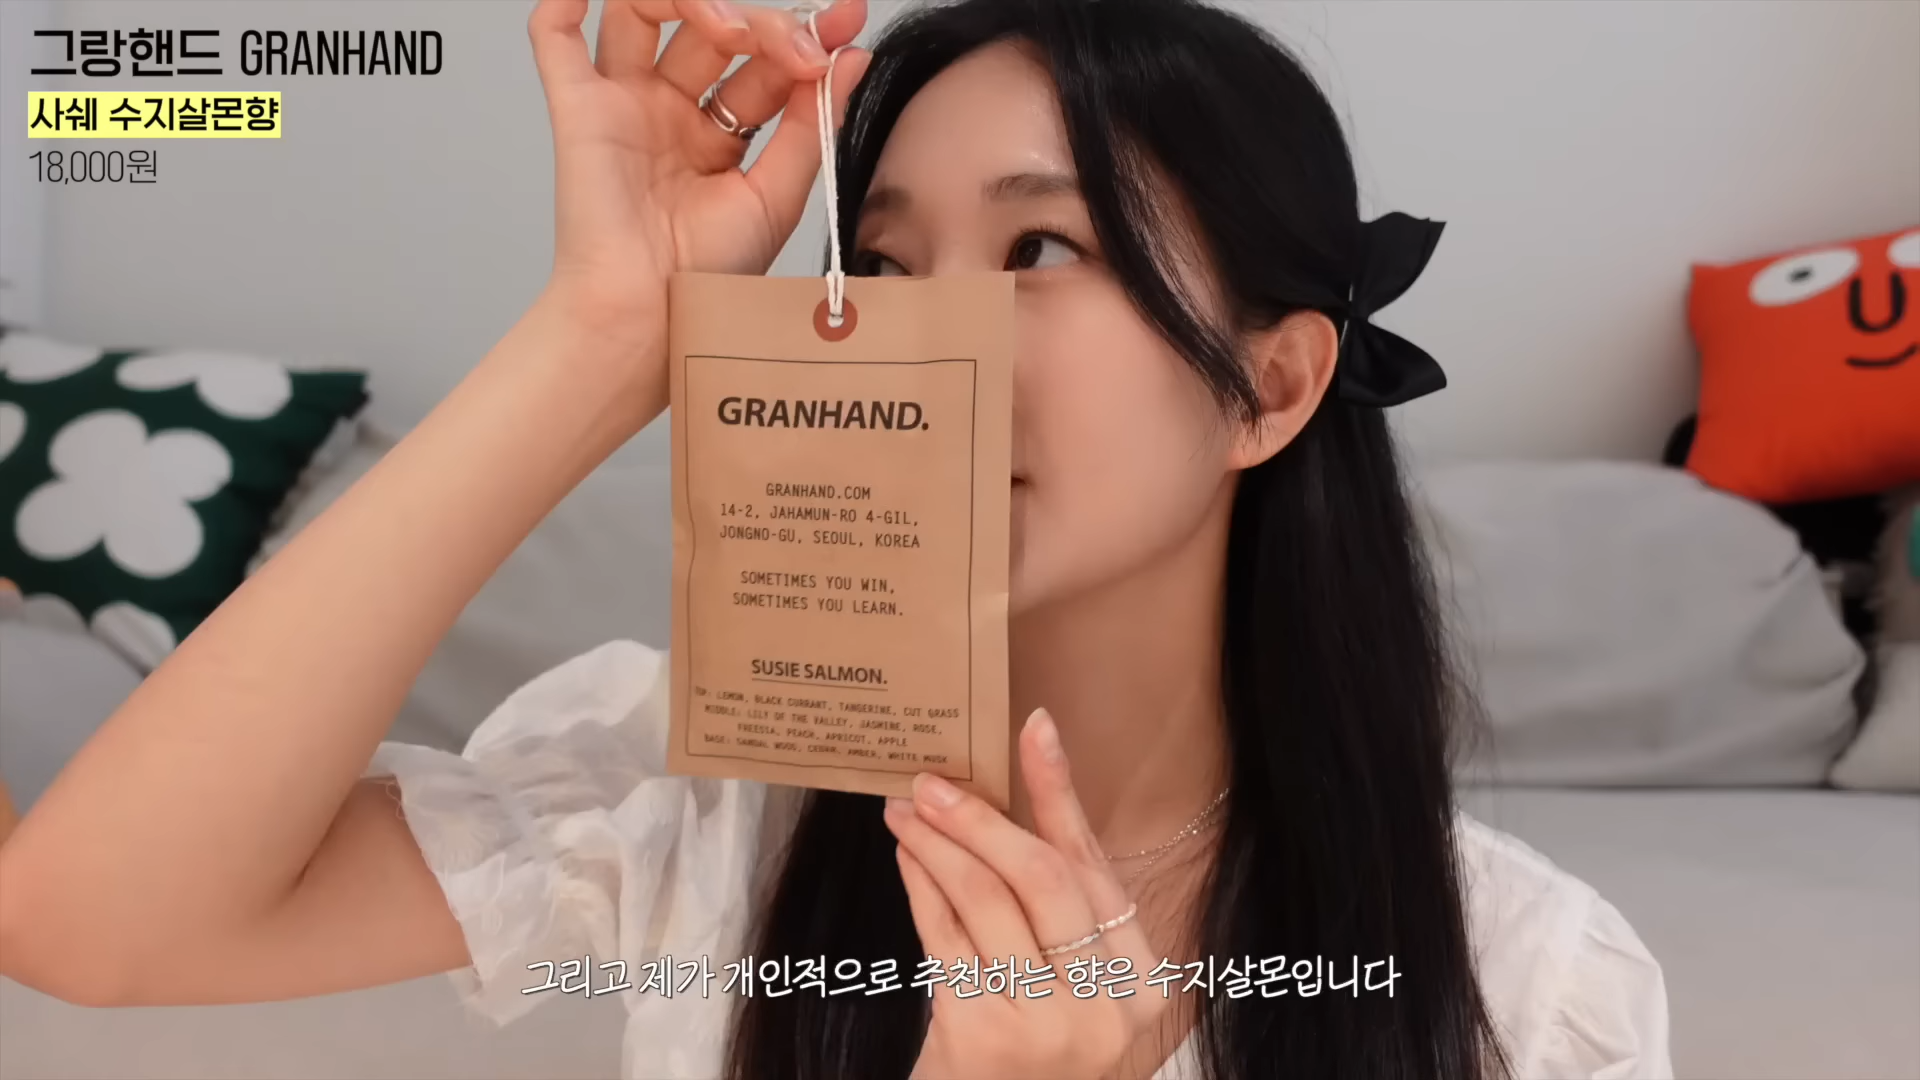 그랑핸드 GRANHAND
사쉐 수지살몬향
18,000원
GRANHAND.
GRANHAND.COM
14-2, JAHAMUN-RO 4-GIL,
JONGNO-GU, SEOUL, KOREA
SOMETIMES YOU WIN,
SOMETIMES YOU LEARN.
SUSIE SALMON.
TOP: LEMON, BLACK CURRANT, TANGERINE, CUT GRASS
MIDDLE: LILY OF THE VALLEY, JASMINE, ROSE,
FREESIA, PEACH, APRICOT, APPLE
BASE: SANDAL WOOD, CEDAR, AMBER, WHITE MUSK
그리고 제가 개인적으로 추천하는 향은 수지살몬입니다